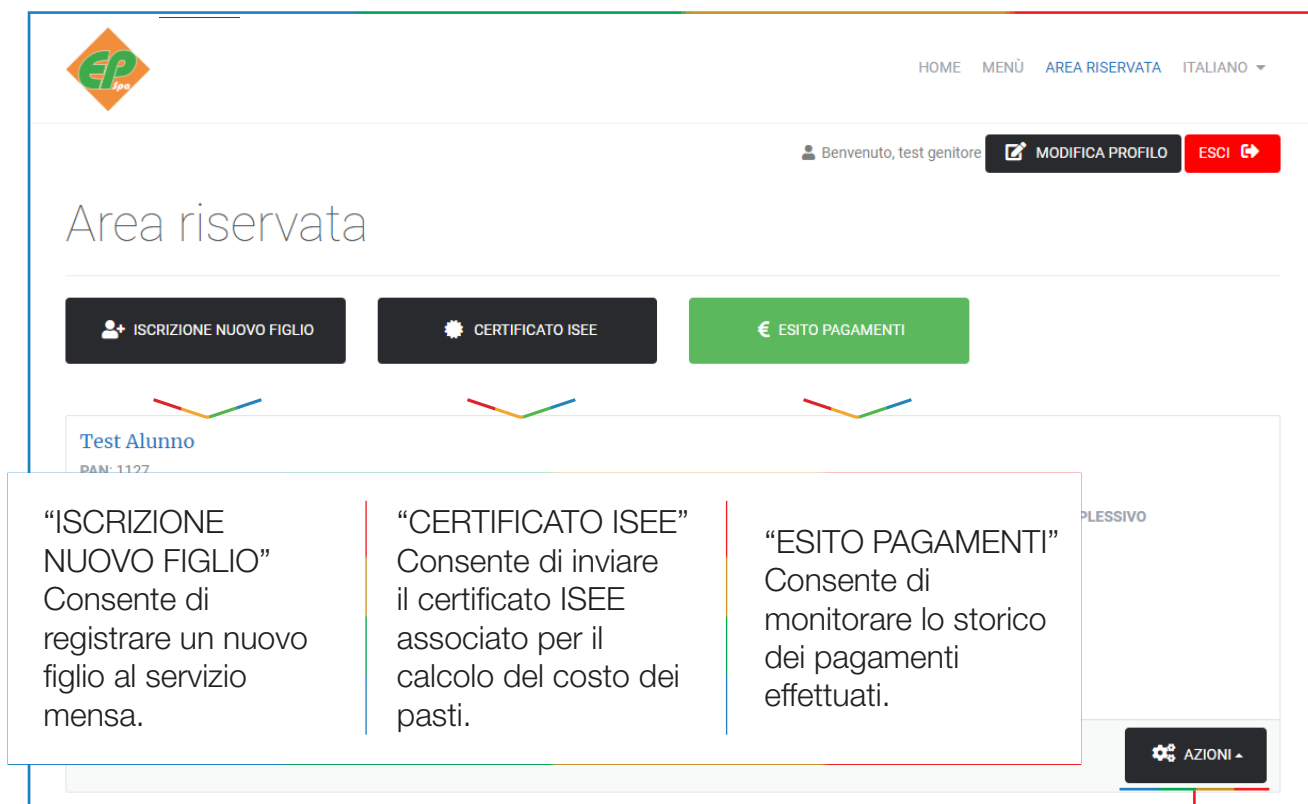 EP
Spa
HOME MENÙ AREA RISERVATA ITALIANO
Benvenuto, test genitore MODIFICA PROFILO ESCI
Area riservata
ISCRIZIONE NUOVO FIGLIO CERTIFICATO ISEE € ESITO PAGAMENTI
Test Alunno
PAN: 1127
PLESSIVO
“ISCRIZIONE
NUOVO FIGLIO”
Consente di
registrare un nuovo
figlio al servizio
mensa.
“CERTIFICATO ISEE”
Consente di inviare
il certificato ISEE
associato per il
calcolo del costo dei
pasti.
“ESITO PAGAMENTI”
Consente di
monitorare lo storico
dei pagamenti
effettuati.
AZIONI